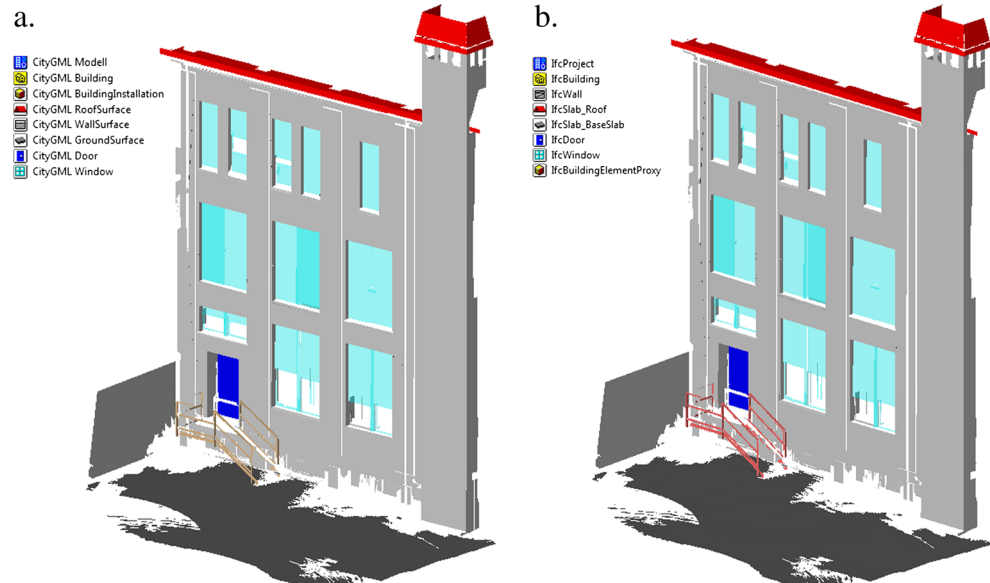 a.
CityGML Modell
CityGML Building
CityGML BuildingInstallation
CityGML RoofSurface
CityGML WallSurface
CityGML GroundSurface
CityGML Door
CityGML Window
b.
IfcProject
IfcBuilding
IfcWall
IfcSlab_Roof
IfcSlab_BaseSlab
IfcDoor
IfcWindow
IfcBuildingElementProxy